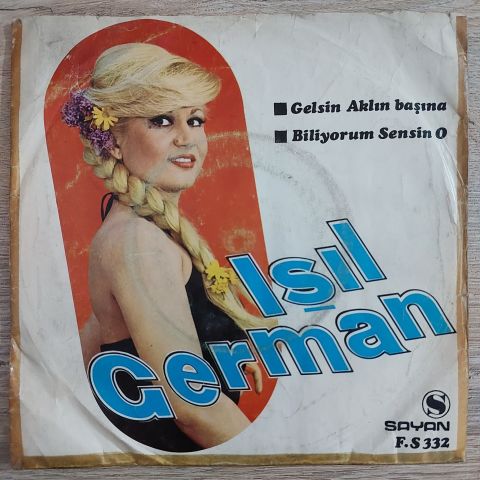 ■ Gelsin Aklın başına
■ Biliyorum Sensin O
Işıl
German
S
SAYAN
F.S 332